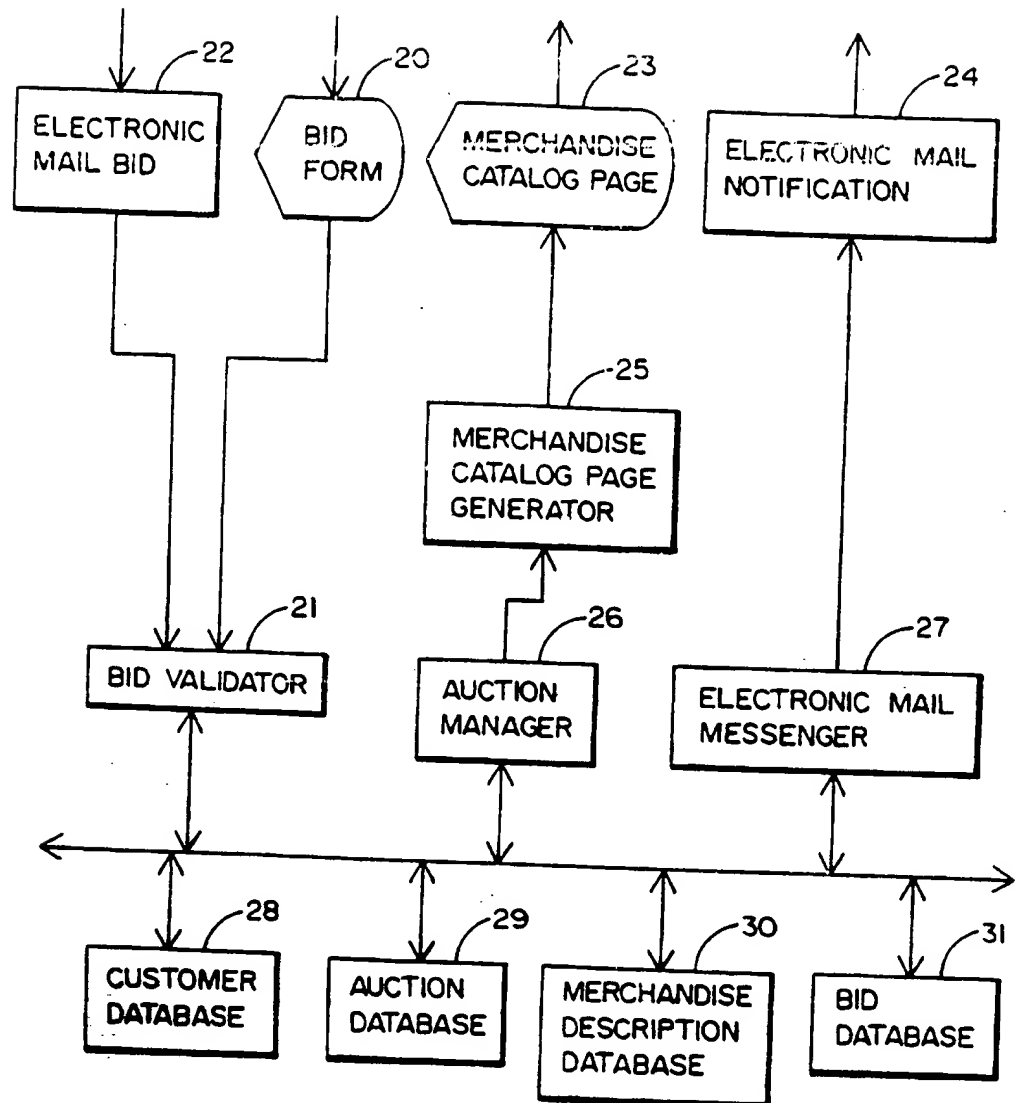 22
20
23
24
ELECTRONIC
MAIL BID
BID
FORM
MERCHANDISE
CATALOG PAGE
ELECTRONIC MAIL
NOTIFICATION
25
MERCHANDISE
CATALOG PAGE
GENERATOR
21
BID VALIDATOR
26
AUCTION
MANAGER
27
ELECTRONIC MAIL
MESSENGER
28
CUSTOMER
DATABASE
29
AUCTION
DATABASE
30
MERCHANDISE
DESCRIPTION
DATABASE
31
BID
DATABASE